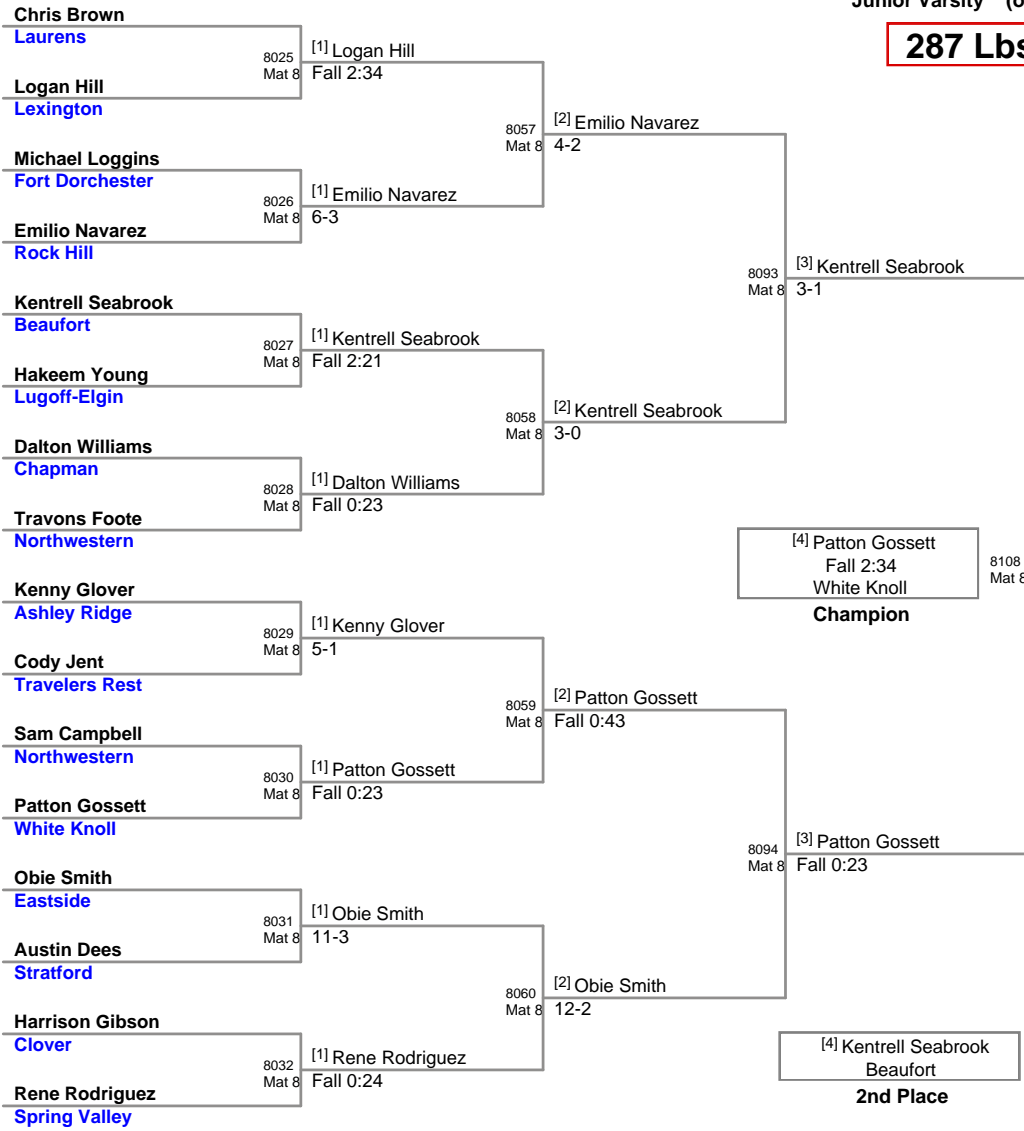 Junior Varsity (o
287 Lbs
Chris Brown
Laurens
8025
Mat 8
[1] Logan Hill
Fall 2:34
Logan Hill
Lexington
8057
Mat 8
[2] Emilio Navarez
4-2
Michael Loggins
Fort Dorchester
8026
Mat 8
[1] Emilio Navarez
6-3
Emilio Navarez
Rock Hill
8093
Mat 8
[3] Kentrell Seabrook
3-1
Kentrell Seabrook
Beaufort
8027
Mat 8
[1] Kentrell Seabrook
Fall 2:21
Hakeem Young
Lugoff-Elgin
8058
Mat 8
[2] Kentrell Seabrook
3-0
Dalton Williams
Chapman
8028
Mat 8
[1] Dalton Williams
Fall 0:23
Travons Foote
Northwestern
[4] Patton Gossett
Fall 2:34
White Knoll
Champion
8108
Mat 8
Kenny Glover
Ashley Ridge
8029
Mat 8
[1] Kenny Glover
5-1
Cody Jent
Travelers Rest
8059
Mat 8
[2] Patton Gossett
Fall 0:43
Sam Campbell
Northwestern
8030
Mat 8
[1] Patton Gossett
Fall 0:23
Patton Gossett
White Knoll
8094
Mat 8
[3] Patton Gossett
Fall 0:23
Obie Smith
Eastside
8031
Mat 8
[1] Obie Smith
11-3
Austin Dees
Stratford
8060
Mat 8
[2] Obie Smith
12-2
Harrison Gibson
Clover
8032
Mat 8
[1] Rene Rodriguez
Fall 0:24
Rene Rodriguez
Spring Valley
[4] Kentrell Seabrook
Beaufort
2nd Place